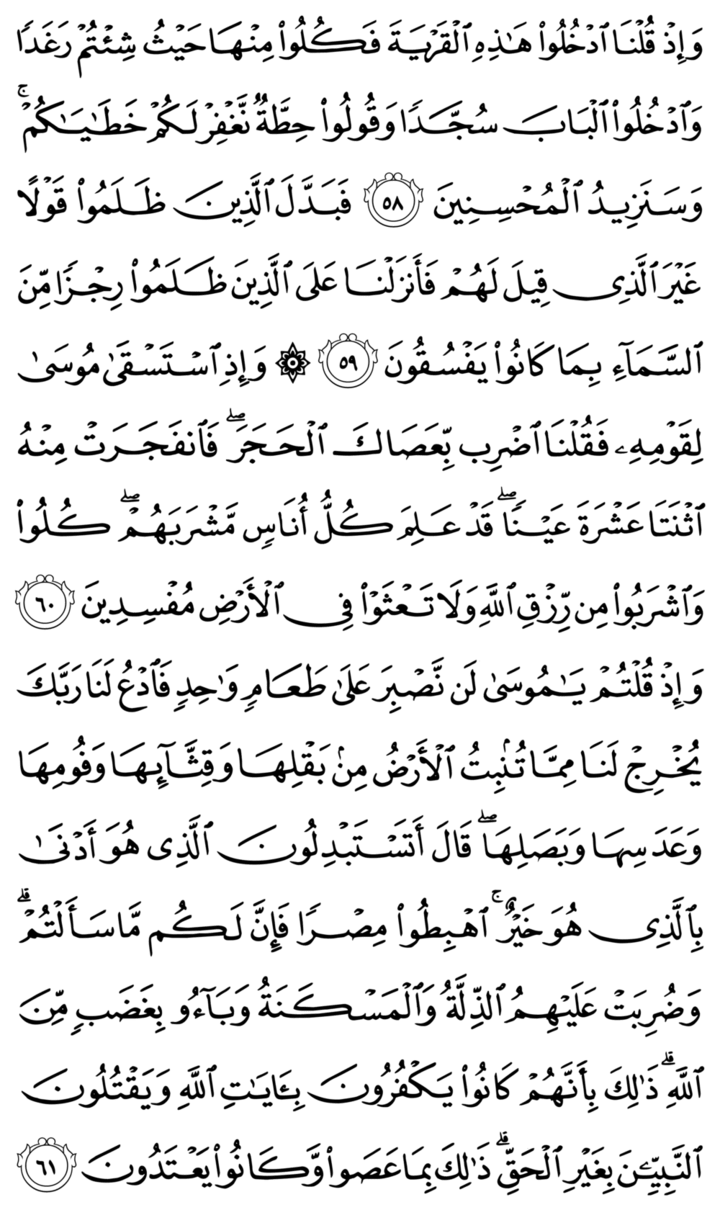 وَإِذْ قُلْنَا ٱدْخُلُوا۟ هَـٰذِهِ ٱلْقَرْيَةَ فَكُلُوا۟ مِنْهَا حَيْثُ شِئْتُمْ رَغَدًا
وَٱدْخُلُوا۟ ٱلْبَابَ سُجَّدًا وَقُولُوا۟ حِطَّةٌ نَّغْفِرْ لَكُمْ خَطَـٰيَـٰكُمْ ۚ
وَسَنَزِيدُ ٱلْمُحْسِنِينَ ٥٨ فَبَدَّلَ ٱلَّذِينَ ظَلَمُوا۟ قَوْلًا
غَيْرَ ٱلَّذِى قِيلَ لَهُمْ فَأَنزَلْنَا عَلَى ٱلَّذِينَ ظَلَمُوا۟ رِجْزًا مِّنَ
ٱلسَّمَآءِ بِمَا كَانُوا۟ يَفْسُقُونَ ٥٩ ۞ وَإِذِ ٱسْتَسْقَىٰ مُوسَىٰ
لِقَوْمِهِۦ فَقُلْنَا ٱضْرِب بِّعَصَاكَ ٱلْحَجَرَ ۖ فَٱنفَجَرَتْ مِنْهُ
ٱثْنَتَا عَشْرَةَ عَيْنًا ۖ قَدْ عَلِمَ كُلُّ أُنَاسٍ مَّشْرَبَهُمْ ۖ كُلُوا۟
وَٱشْرَبُوا۟ مِن رِّزْقِ ٱللَّهِ وَلَا تَعْثَوْا۟ فِى ٱلْأَرْضِ مُفْسِدِينَ ٦٠
وَإِذْ قُلْتُمْ يَـٰمُوسَىٰ لَن نَّصْبِرَ عَلَىٰ طَعَامٍ وَٰحِدٍ فَٱدْعُ لَنَا رَبَّكَ
يُخْرِجْ لَنَا مِمَّا تُنۢبِتُ ٱلْأَرْضُ مِنۢ بَقْلِهَا وَقِثَّآئِهَا وَفُومِهَا
وَعَدَسِهَا وَبَصَلِهَا ۖ قَالَ أَتَسْتَبْدِلُونَ ٱلَّذِى هُوَ أَدْنَىٰ
بِٱلَّذِى هُوَ خَيْرٌ ۚ ٱهْبِطُوا۟ مِصْرًا فَإِنَّ لَكُم مَّا سَأَلْتُمْ ۗ
وَضُرِبَتْ عَلَيْهِمُ ٱلذِّلَّةُ وَٱلْمَسْكَنَةُ وَبَآءُو بِغَضَبٍ مِّنَ
ٱللَّهِ ۗ ذَٰلِكَ بِأَنَّهُمْ كَانُوا۟ يَكْفُرُونَ بِـَٔايَـٰتِ ٱللَّهِ وَيَقْتُلُونَ
ٱلنَّبِيِّـۧنَ بِغَيْرِ ٱلْحَقِّ ۗ ذَٰلِكَ بِمَا عَصَوا۟ وَّكَانُوا۟ يَعْتَدُونَ ٦١